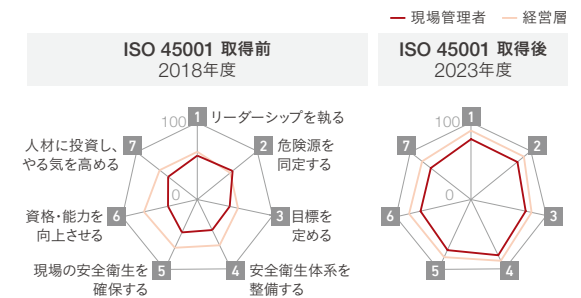 現場管理者 経営層
ISO 45001 取得前
2018年度
ISO 45001 取得後
2023年度
100
0
1 リーダーシップを執る
2 危険源を
同定する
3 目標を
定める
4 安全衛生体系を
整備する
5 現場の安全衛生を
確保する
6 資格・能力を
向上させる
7 人材に投資し、
やる気を高める
100
0
1
2
3
4
5
6
7